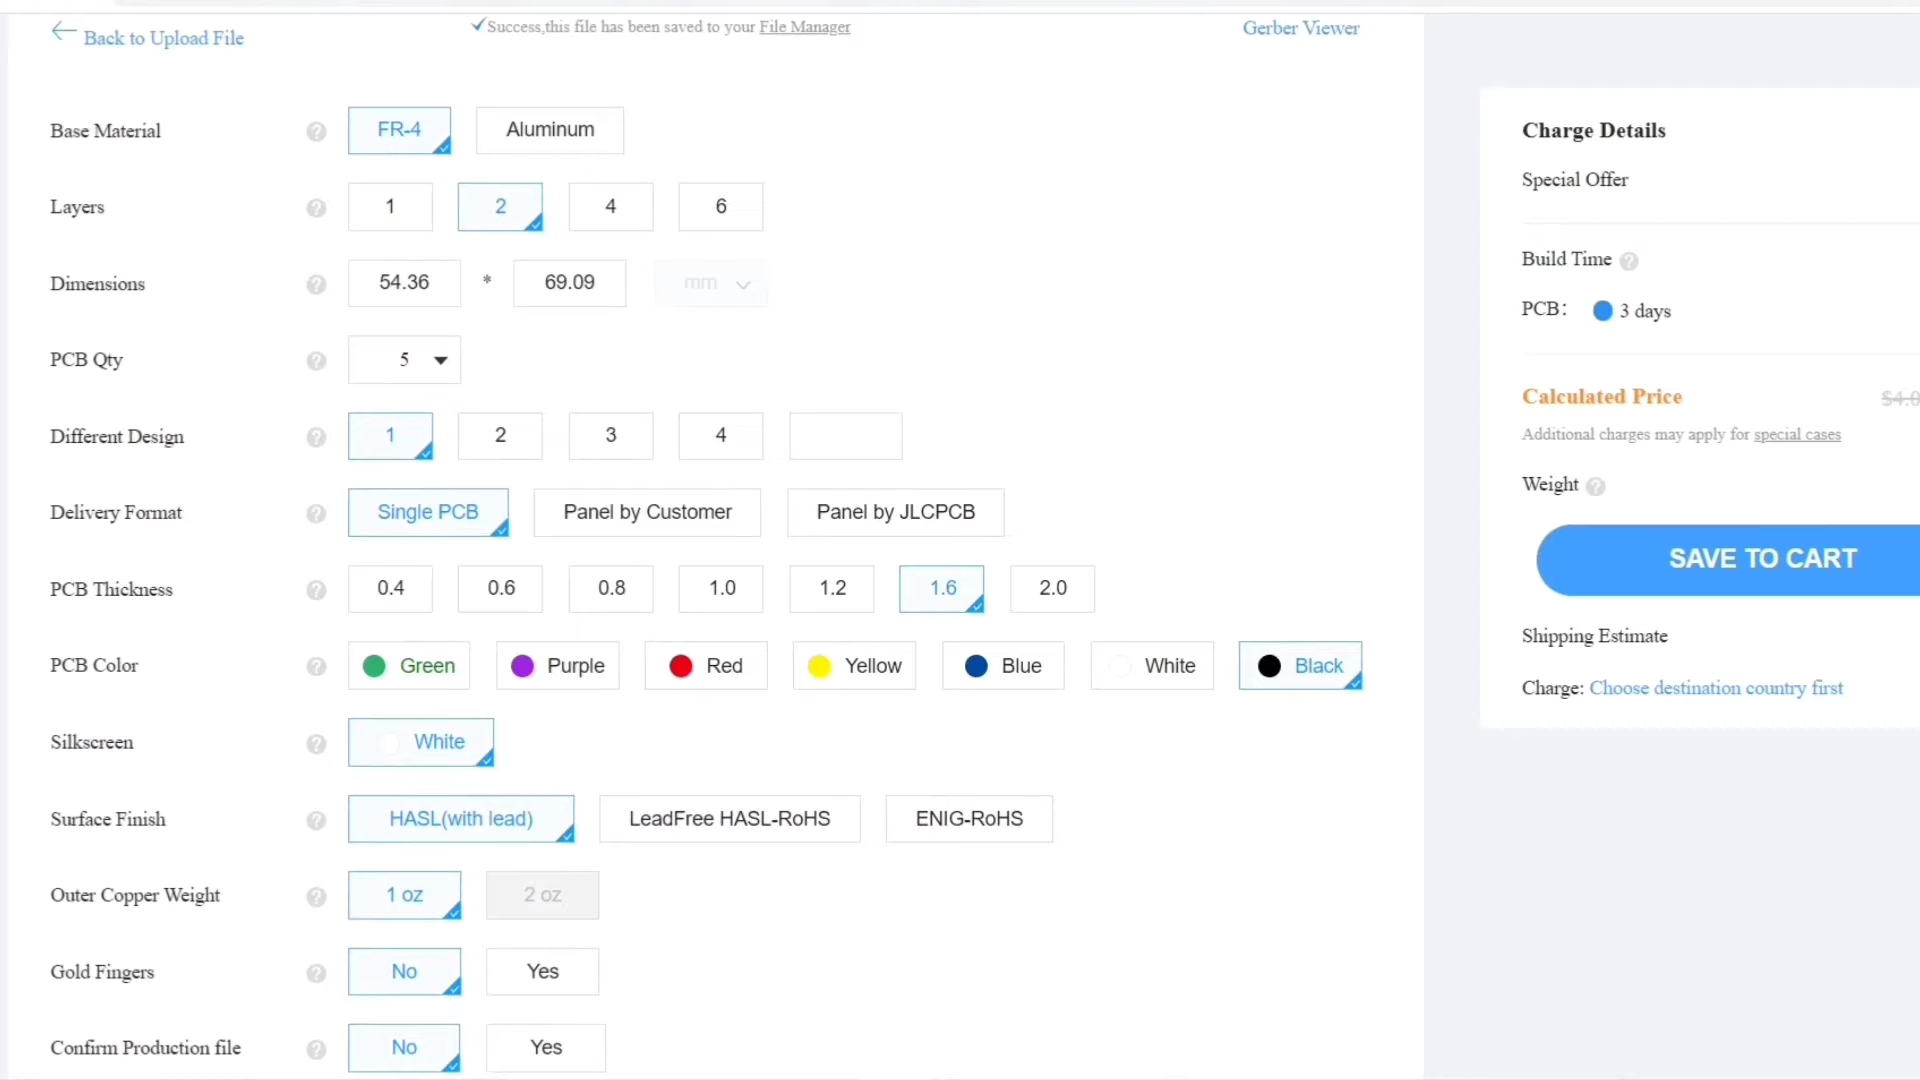 Back to Upload File
Success,this file has been saved to your File Manager
Gerber Viewer
Base Material ? FR-4 Aluminum
Layers ? 1 2 4 6
Dimensions ? 54.36 * 69.09 mm
PCB Qty ? 5
Different Design ? 1 2 3 4
Delivery Format ? Single PCB Panel by Customer Panel by JLCPCB
PCB Thickness ? 0.4 0.6 0.8 1.0 1.2 1.6 2.0
PCB Color ? Green Purple Red Yellow Blue White Black
Silkscreen ? White
Surface Finish ? HASL(with lead) LeadFree HASL-RoHS ENIG-RoHS
Outer Copper Weight ? 1 oz 2 oz
Gold Fingers ? No Yes
Confirm Production file ? No Yes
Charge Details
Special Offer
Build Time ?
PCB: 3 days
Calculated Price $4.0
Additional charges may apply for special cases
Weight ?
SAVE TO CART
Shipping Estimate
Charge: Choose destination country first